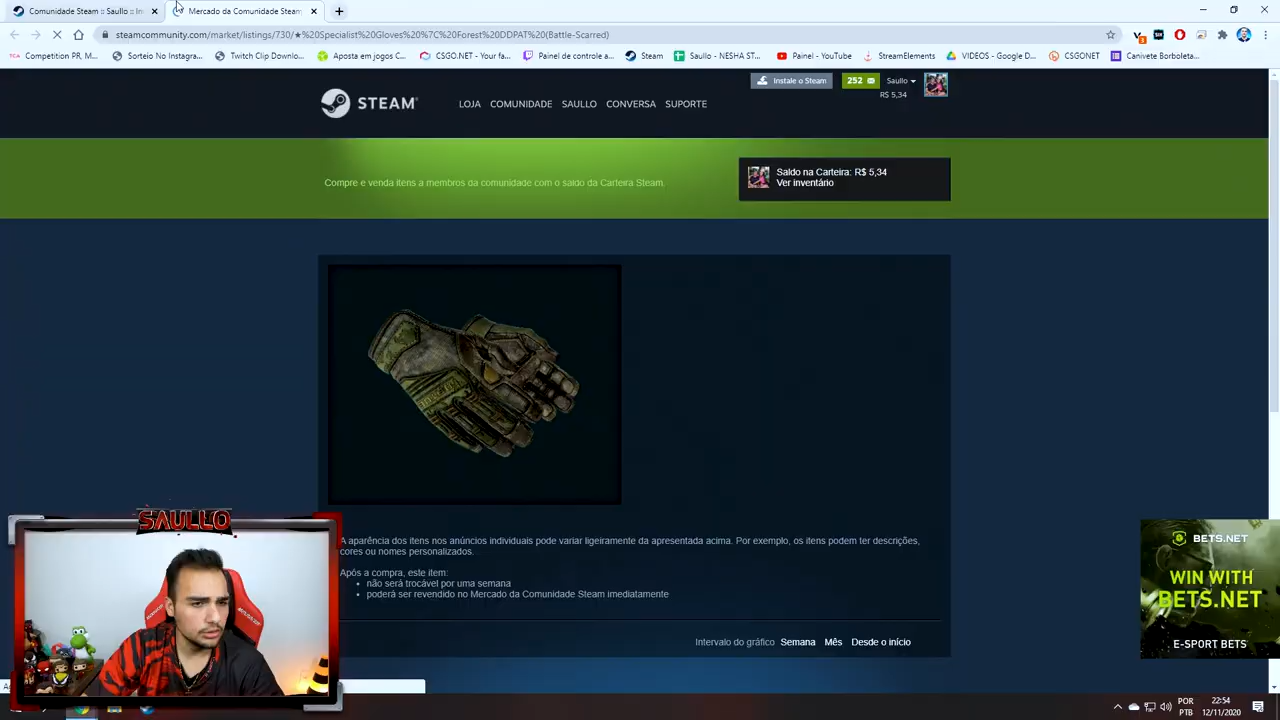 Comunidade Steam :: Saullo :: In
Mercado da Comunidade Steam
steamcommunity.com/market/listings/730/★%20Specialist%20Gloves%20%7C%20Forest%20DDPAT%20(Battle-Scarred)
Competition PR, M...
Sorteio No Instagra...
Twitch Clip Downlo...
Aposta em jogos C...
CSGO.NET - Your fa...
Painel de controle d...
Steam
Saullo - NESHA ST...
Painel - YouTube
StreamElements
VIDEOS - Google D...
CSGONET
Canivete Borboleta...
Instale o Steam
252
Saullo
R$ 5,34
STEAM
LOJA COMUNIDADE SAULLO CONVERSA SUPORTE
Compre e venda itens a membros da comunidade com o saldo da Carteira Steam.
Saldo na Carteira: R$ 5,34
Ver inventário
A aparência dos itens nos anúncios individuais pode variar ligeiramente da apresentada acima. Por exemplo, os itens podem ter descrições,
cores ou nomes personalizados.
Após a compra, este item:
não será trocável por uma semana
poderá ser revendido no Mercado da Comunidade Steam imediatamente
Intervalo do gráfico Semana Mês Desde o início
SAULLO
BETS.NET
WIN WITH
BETS.NET
E-SPORT BETS
POR
PTB
22:54
12/11/2020